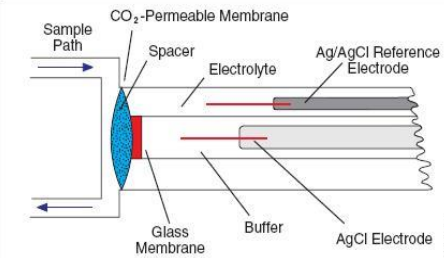 CO₂-Permeable Membrane
Sample
Path
Spacer
Electrolyte
Ag/AgCl Reference
Electrode
Glass
Membrane
Buffer
AgCl Electrode